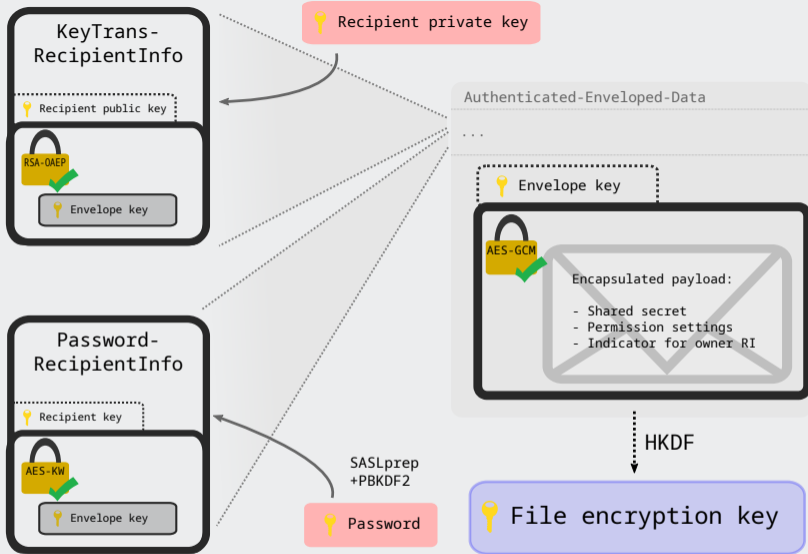 KeyTrans-
RecipientInfo
Recipient public key
RSA-OAEP
Envelope key
Recipient private key
Password-
RecipientInfo
Recipient key
AES-KW
Envelope key
SASLprep
+PBKDF2
Password
Authenticated-Enveloped-Data
...
Envelope key
AES-GCM
Encapsulated payload:
- Shared secret
- Permission settings
- Indicator for owner RI
HKDF
File encryption key